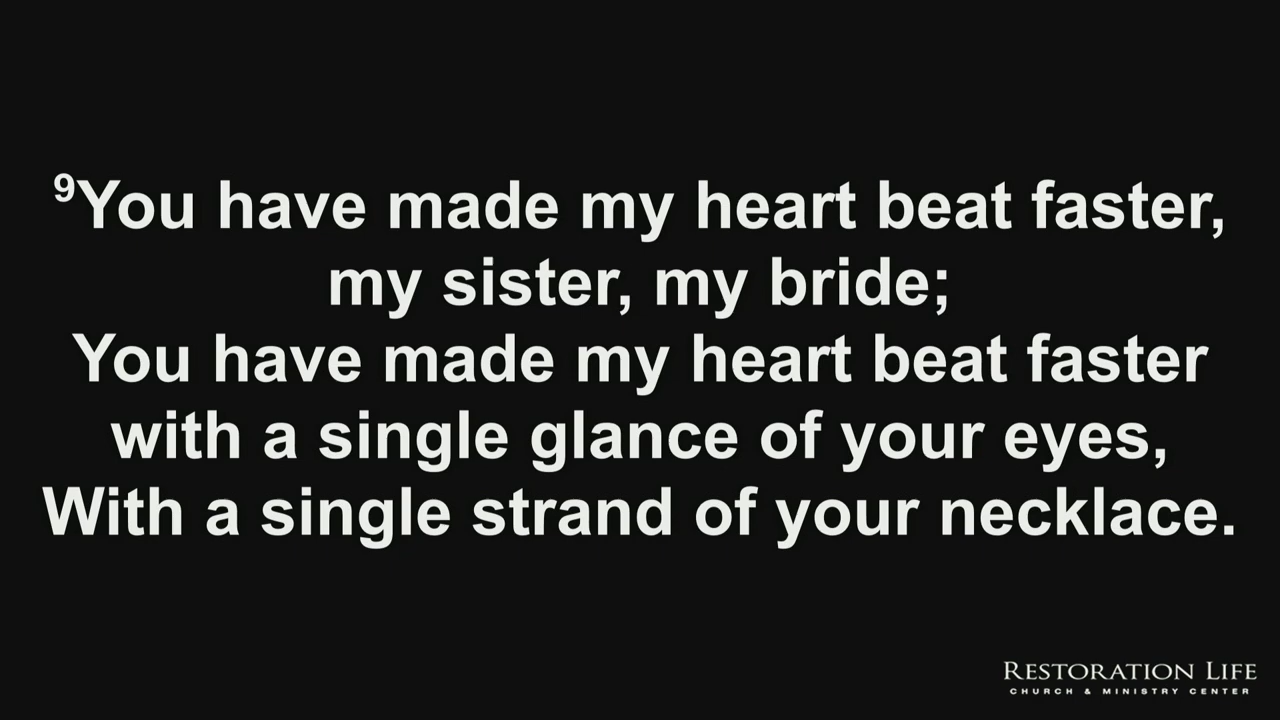 ⁹You have made my heart beat faster,
my sister, my bride;
You have made my heart beat faster
with a single glance of your eyes,
With a single strand of your necklace.
RESTORATION LIFE
CHURCH & MINISTRY CENTER